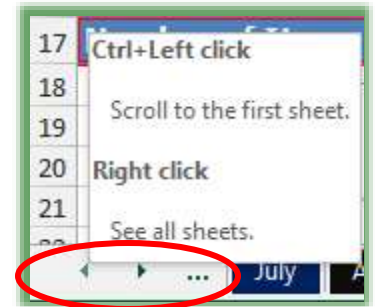 17
Ctrl+Left click
18
Scroll to the first sheet.
19
20 Right click
21
See all sheets.
... July A